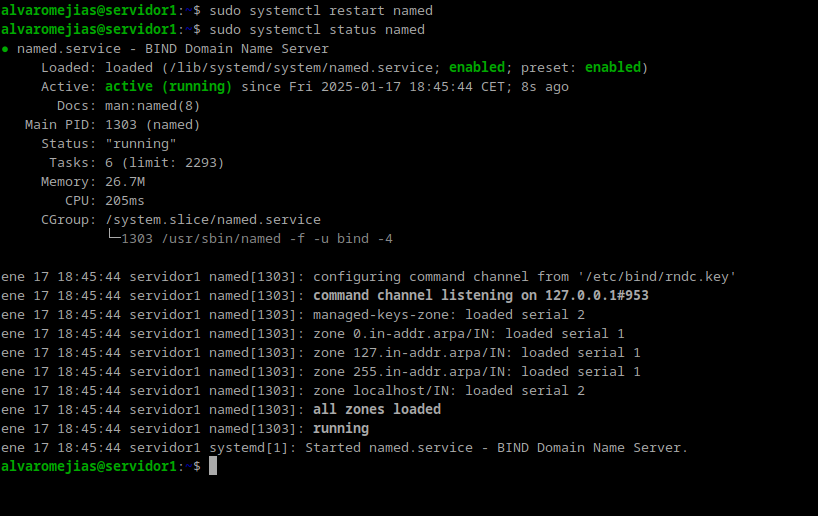 alvaromejias@servidor1:~$ sudo systemctl restart named
alvaromejias@servidor1:~$ sudo systemctl status named
● named.service - BIND Domain Name Server
     Loaded: loaded (/lib/systemd/system/named.service; enabled; preset: enabled)
     Active: active (running) since Fri 2025-01-17 18:45:44 CET; 8s ago
       Docs: man:named(8)
   Main PID: 1303 (named)
     Status: "running"
      Tasks: 6 (limit: 2293)
     Memory: 26.7M
        CPU: 205ms
     CGroup: /system.slice/named.service
             └─1303 /usr/sbin/named -f -u bind -4
ene 17 18:45:44 servidor1 named[1303]: configuring command channel from '/etc/bind/rndc.key'
ene 17 18:45:44 servidor1 named[1303]: command channel listening on 127.0.0.1#953
ene 17 18:45:44 servidor1 named[1303]: managed-keys-zone: loaded serial 2
ene 17 18:45:44 servidor1 named[1303]: zone 0.in-addr.arpa/IN: loaded serial 1
ene 17 18:45:44 servidor1 named[1303]: zone 127.in-addr.arpa/IN: loaded serial 1
ene 17 18:45:44 servidor1 named[1303]: zone 255.in-addr.arpa/IN: loaded serial 1
ene 17 18:45:44 servidor1 named[1303]: zone localhost/IN: loaded serial 2
ene 17 18:45:44 servidor1 named[1303]: all zones loaded
ene 17 18:45:44 servidor1 named[1303]: running
ene 17 18:45:44 servidor1 systemd[1]: Started named.service - BIND Domain Name Server.
alvaromejias@servidor1:~$